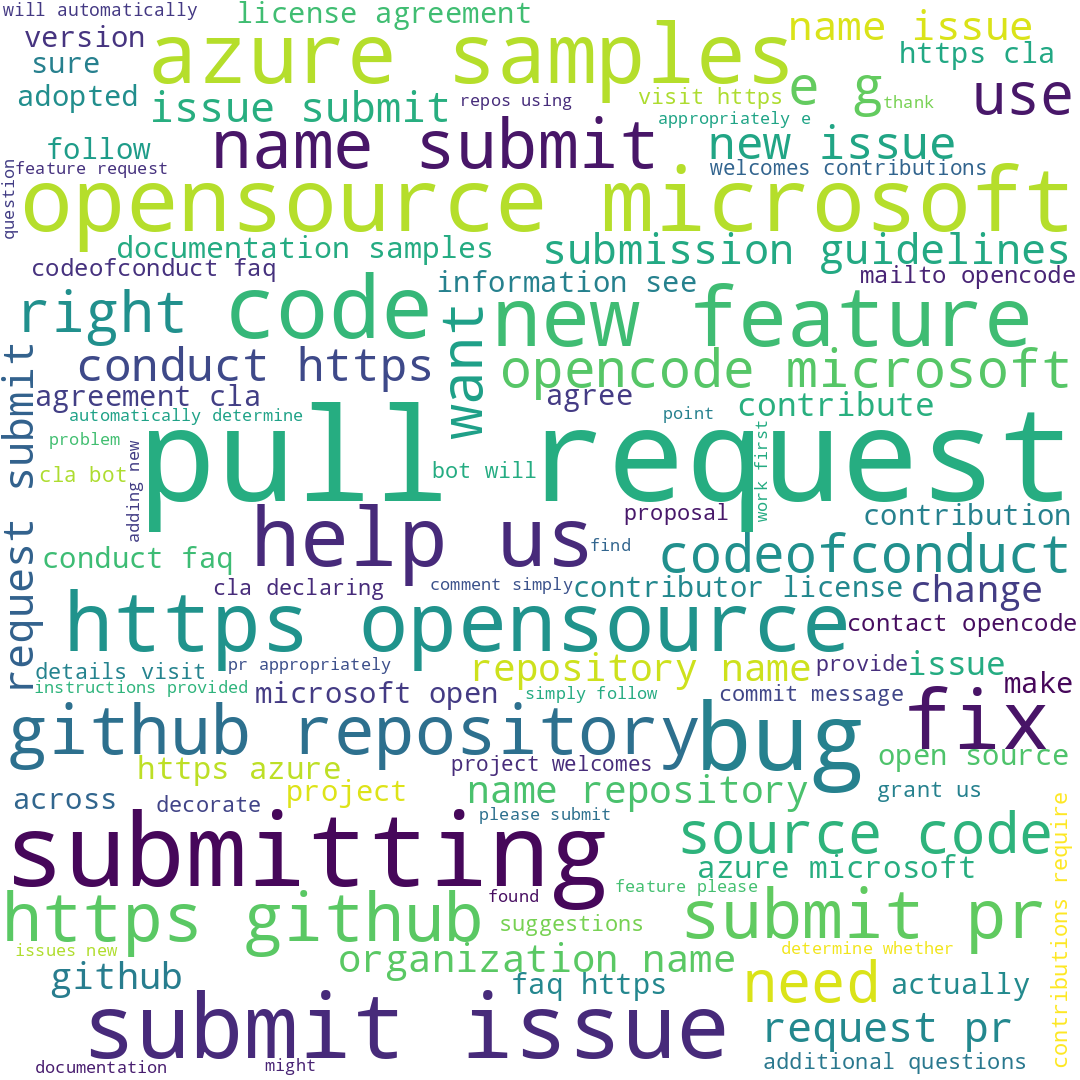 will automatically
license agreement
azure samples
name issue
version
https cla
sure
e g
use
adopted
issue submit
repos using
visit https
thank
name submit
appropriately e
follow
new issue
feature request
welcomes contributions
question
opensource microsoft
documentation samples
submission guidelines
codeofconduct faq
information see
mailto opencode
right
code
new feature
want
conduct https
opencode microsoft
request submit
agreement cla
agree
contribute
automatically determine
point
pull request
problem
work first
cla bot
bot will
adding new
help us
proposal
contribution
conduct faq
find
codeofconduct
cla declaring
comment simply
contributor license
change
https opensource
contact opencode
details visit
pr appropriately
repository name
provide
issue
instructions provided
microsoft open
simply follow
commit message
make
github repository
bug
fix
https azure
project welcomes
open source
across
decorate
project
name repository
grant us
please submit
contributions require
submitting
source code
azure microsoft
feature please
found
https github
suggestions
submit pr
issues new
organization name
determine whether
github
faq https
need
actually
submit issue
request pr
documentation
might
additional questions